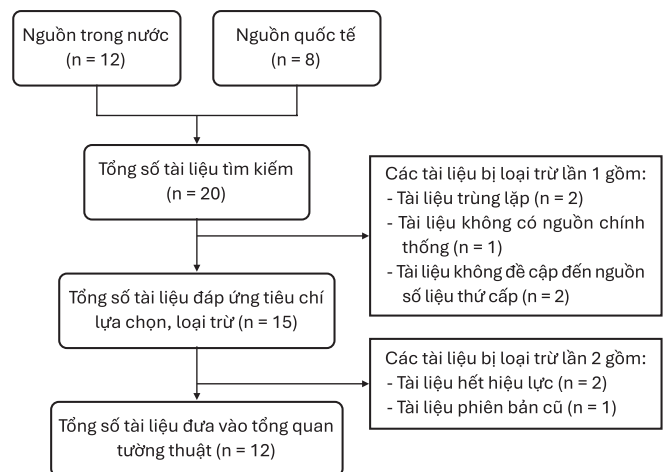 Nguồn trong nước
(n = 12)
Nguồn quốc tế
(n = 8)
Tổng số tài liệu tìm kiếm
(n = 20)
Các tài liệu bị loại trừ lần 1 gồm:
- Tài liệu trùng lặp (n = 2)
- Tài liệu không có nguồn chính
thống (n = 1)
- Tài liệu không đề cập đến nguồn
số liệu thứ cấp (n = 2)
Tổng số tài liệu đáp ứng tiêu chí
lựa chọn, loại trừ (n = 15)
Các tài liệu bị loại trừ lần 2 gồm:
- Tài liệu hết hiệu lực (n = 2)
- Tài liệu phiên bản cũ (n = 1)
Tổng số tài liệu đưa vào tổng quan
tường thuật (n = 12)